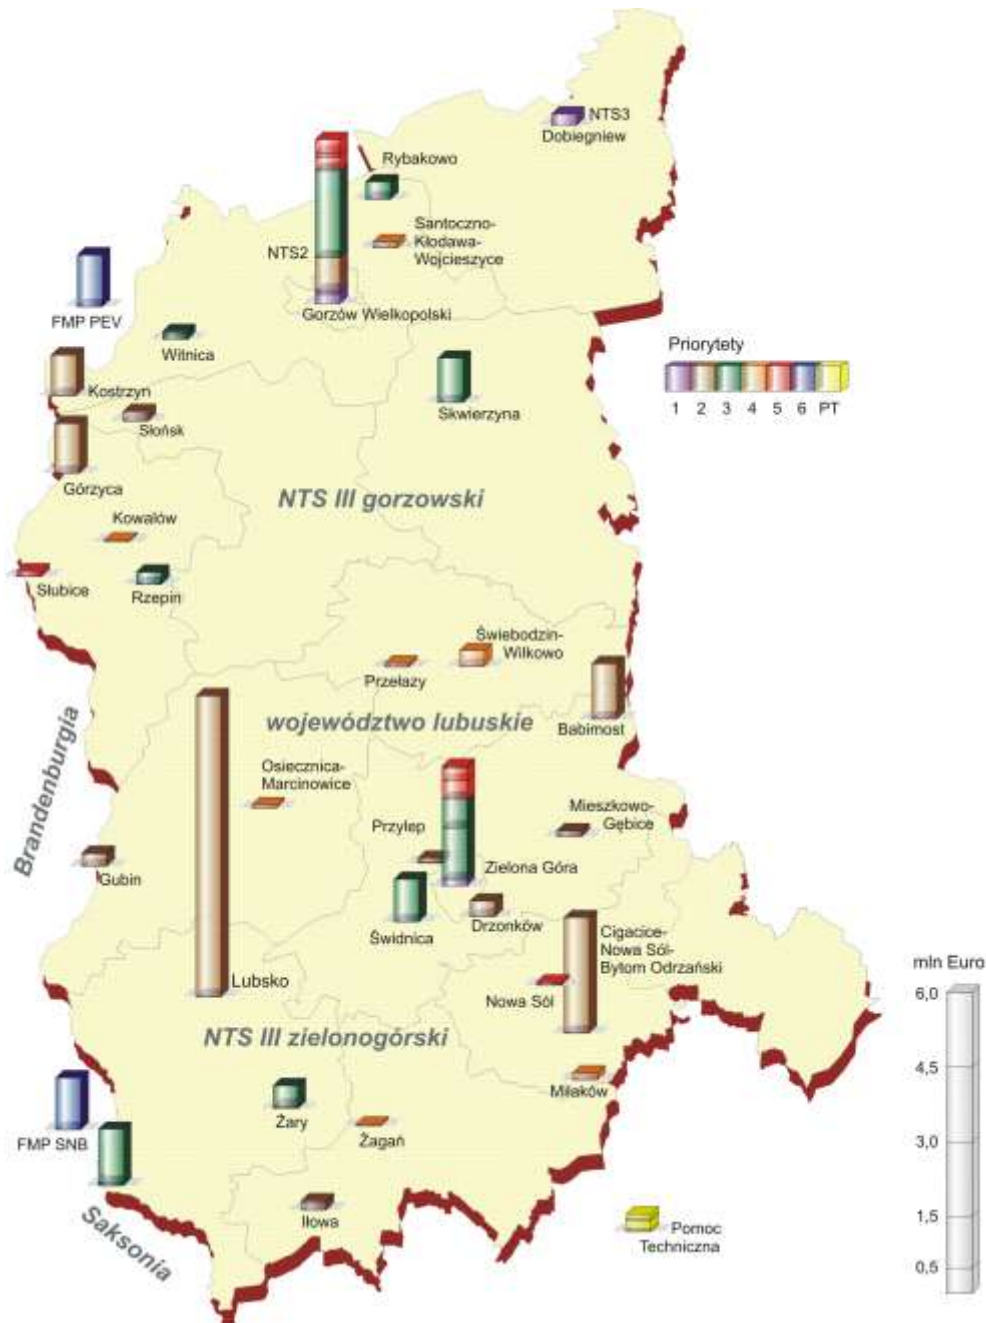 NTS3
Dobiegniew
Rybakowo
Santoczno-
Kłodawa-
Wojcieszyce
NTS2
Gorzów Wielkopolski
FMP PEV
Witnica
Kostrzyn
Słońsk
Skwierzyna
Priorytety
1 2 3 4 5 6 PT
Górzyca
NTS III gorzowski
Kowalów
Słubice
Rzepin
Świebodzin-
Wilkowo
Przełazy
Babimost
województwo lubuskie
Brandenburgia
Osiecznica-
Marcinowice
Mieszkowo-
Gębice
Przylep
Zielona Góra
Gubin
Drzonków
Świdnica
Cigacice-
Nowa Sól-
Bytom Odrzański
Lubsko
Nowa Sól
mln Euro
6,0
4,5
3,0
1,5
0,5
NTS III zielonogórski
Miłaków
Żary
Żagań
FMP SNB
Iłowa
Saksonia
Pomoc
Techniczna